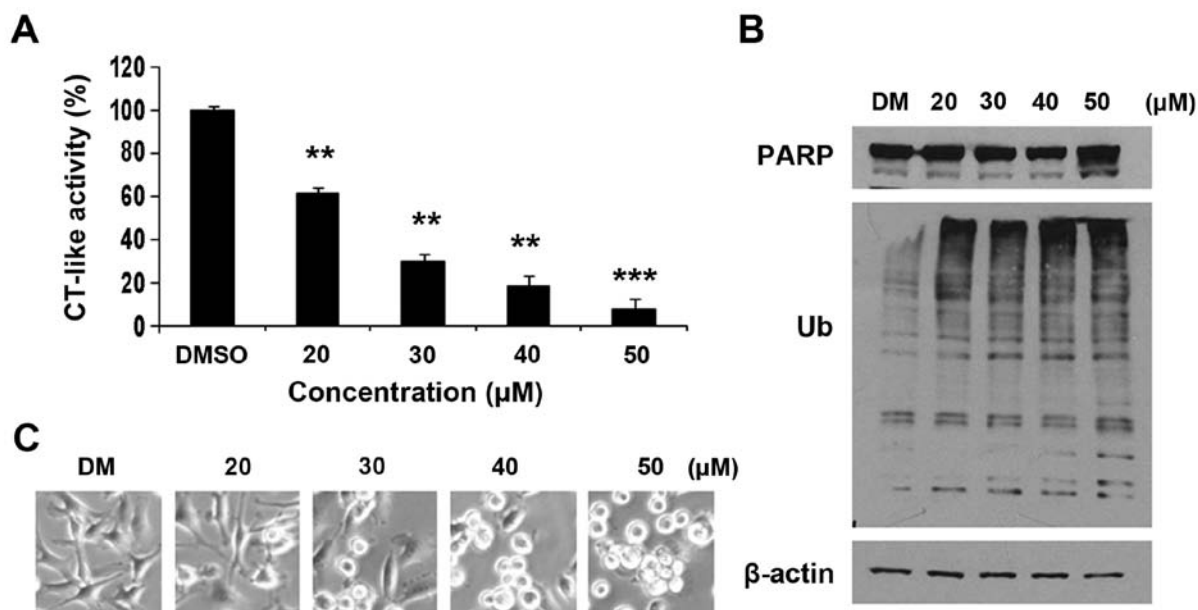 A
CT-like activity (%)
120
100
80
60
40
20
0
**
**
**
***
DMSO 20 30 40 50
Concentration (µM)
B
DM 20 30 40 50 (µM)
PARP
Ub
β-actin
C
DM 20 30 40 50 (µM)